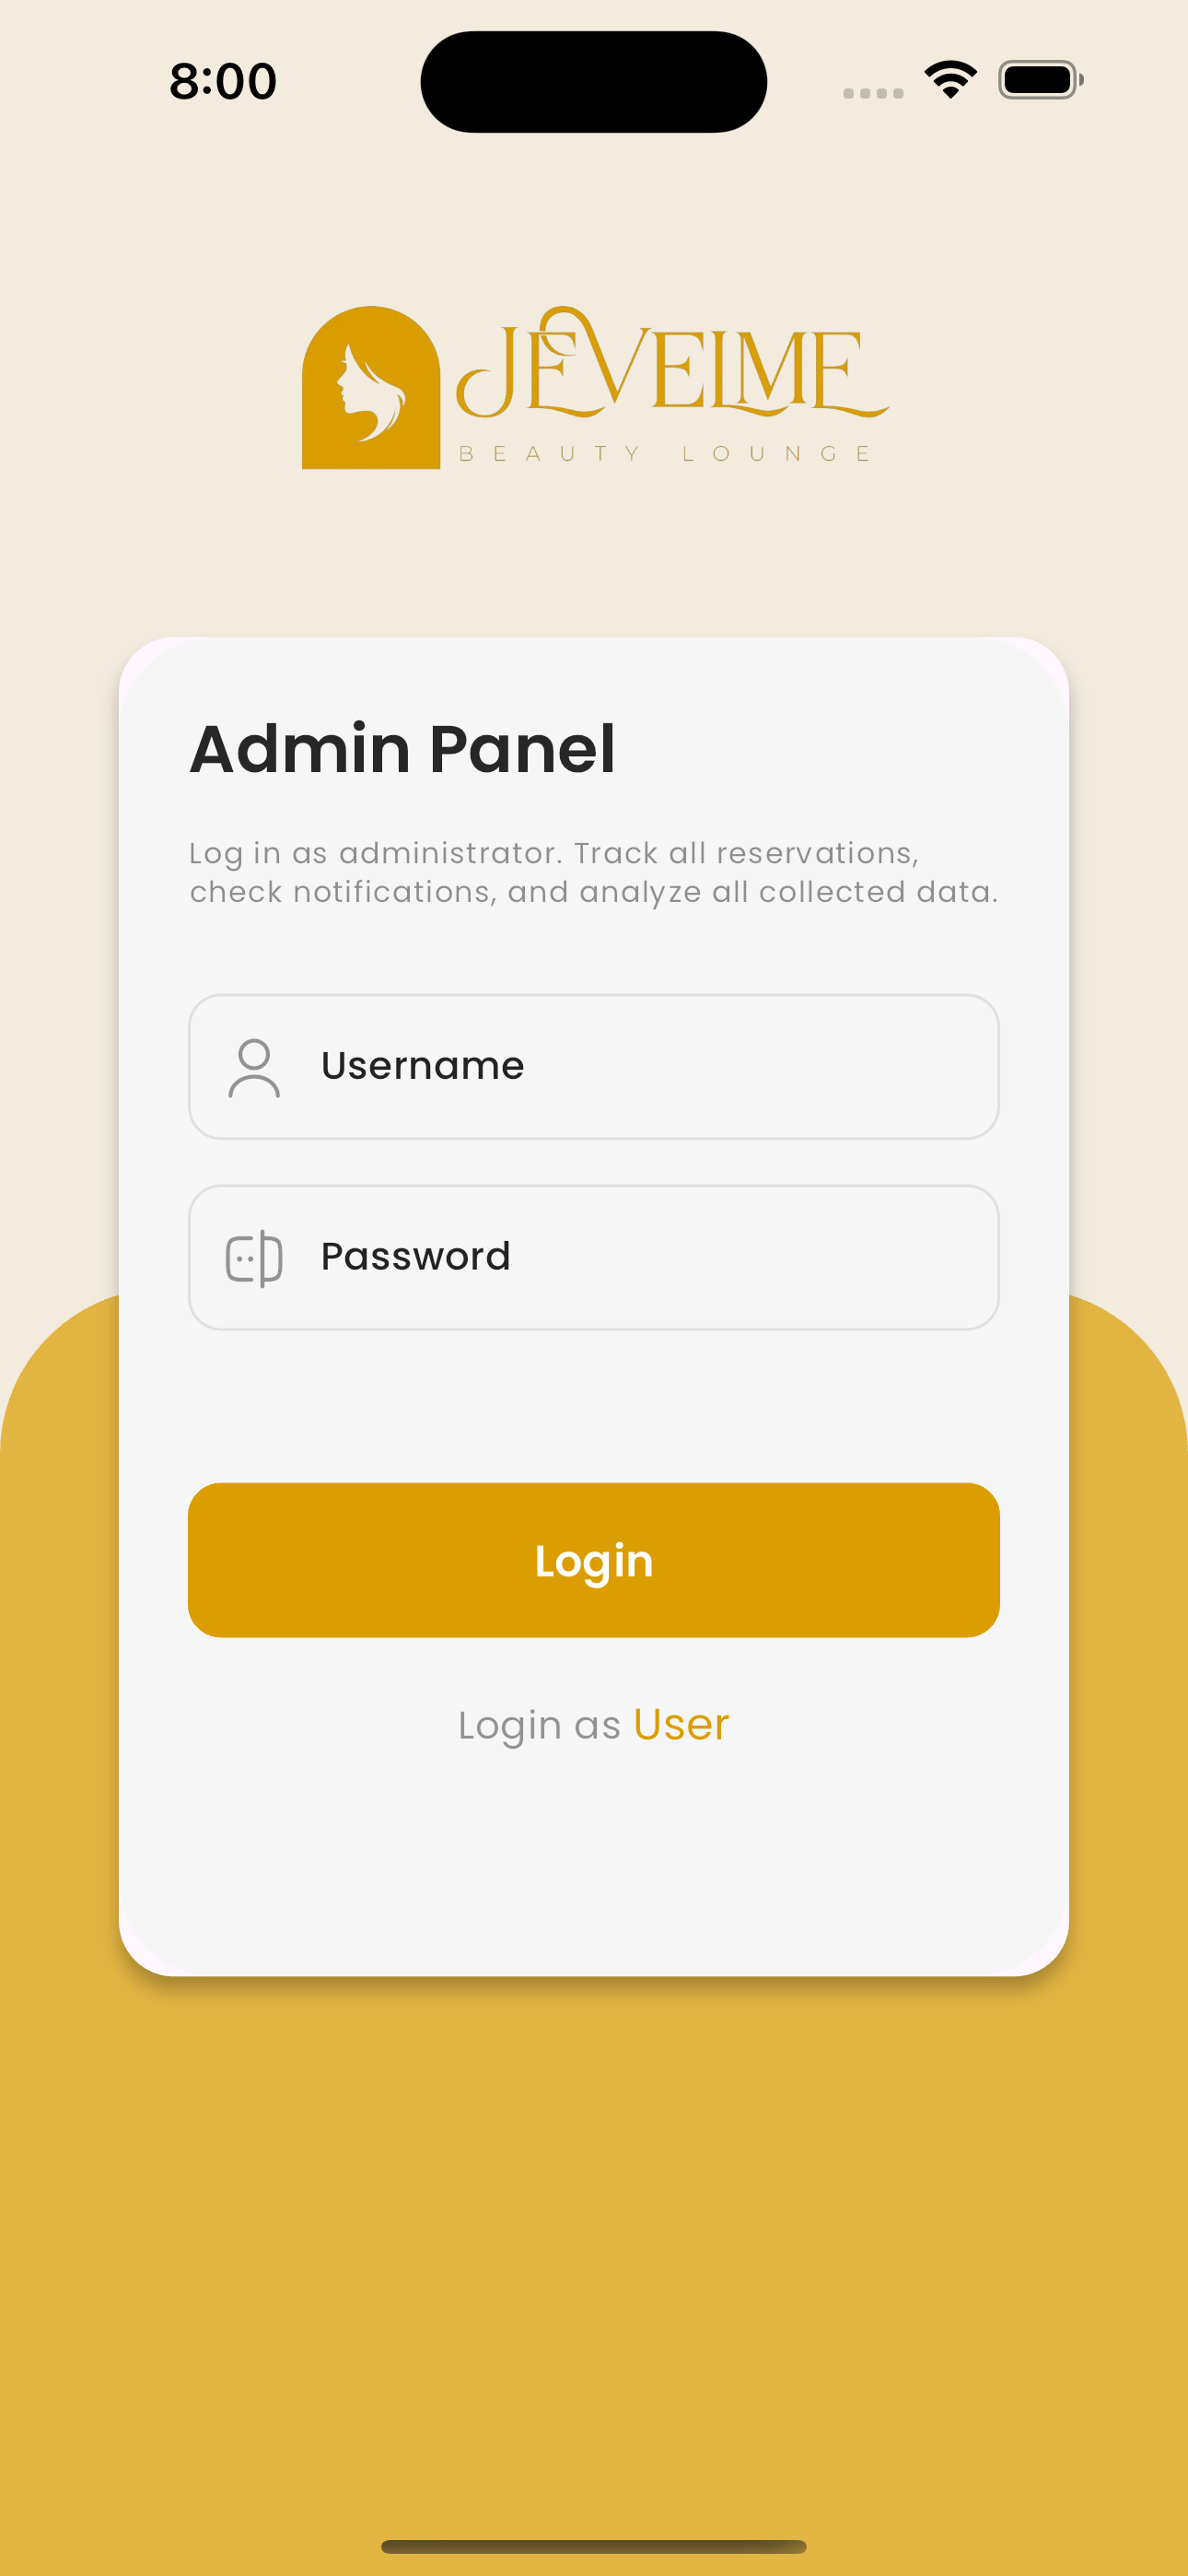 8:00
JEVEIME
BEAUTY LOUNGE
Admin Panel
Log in as administrator. Track all reservations,
check notifications, and analyze all collected data.
Username
Password
Login
Login as User